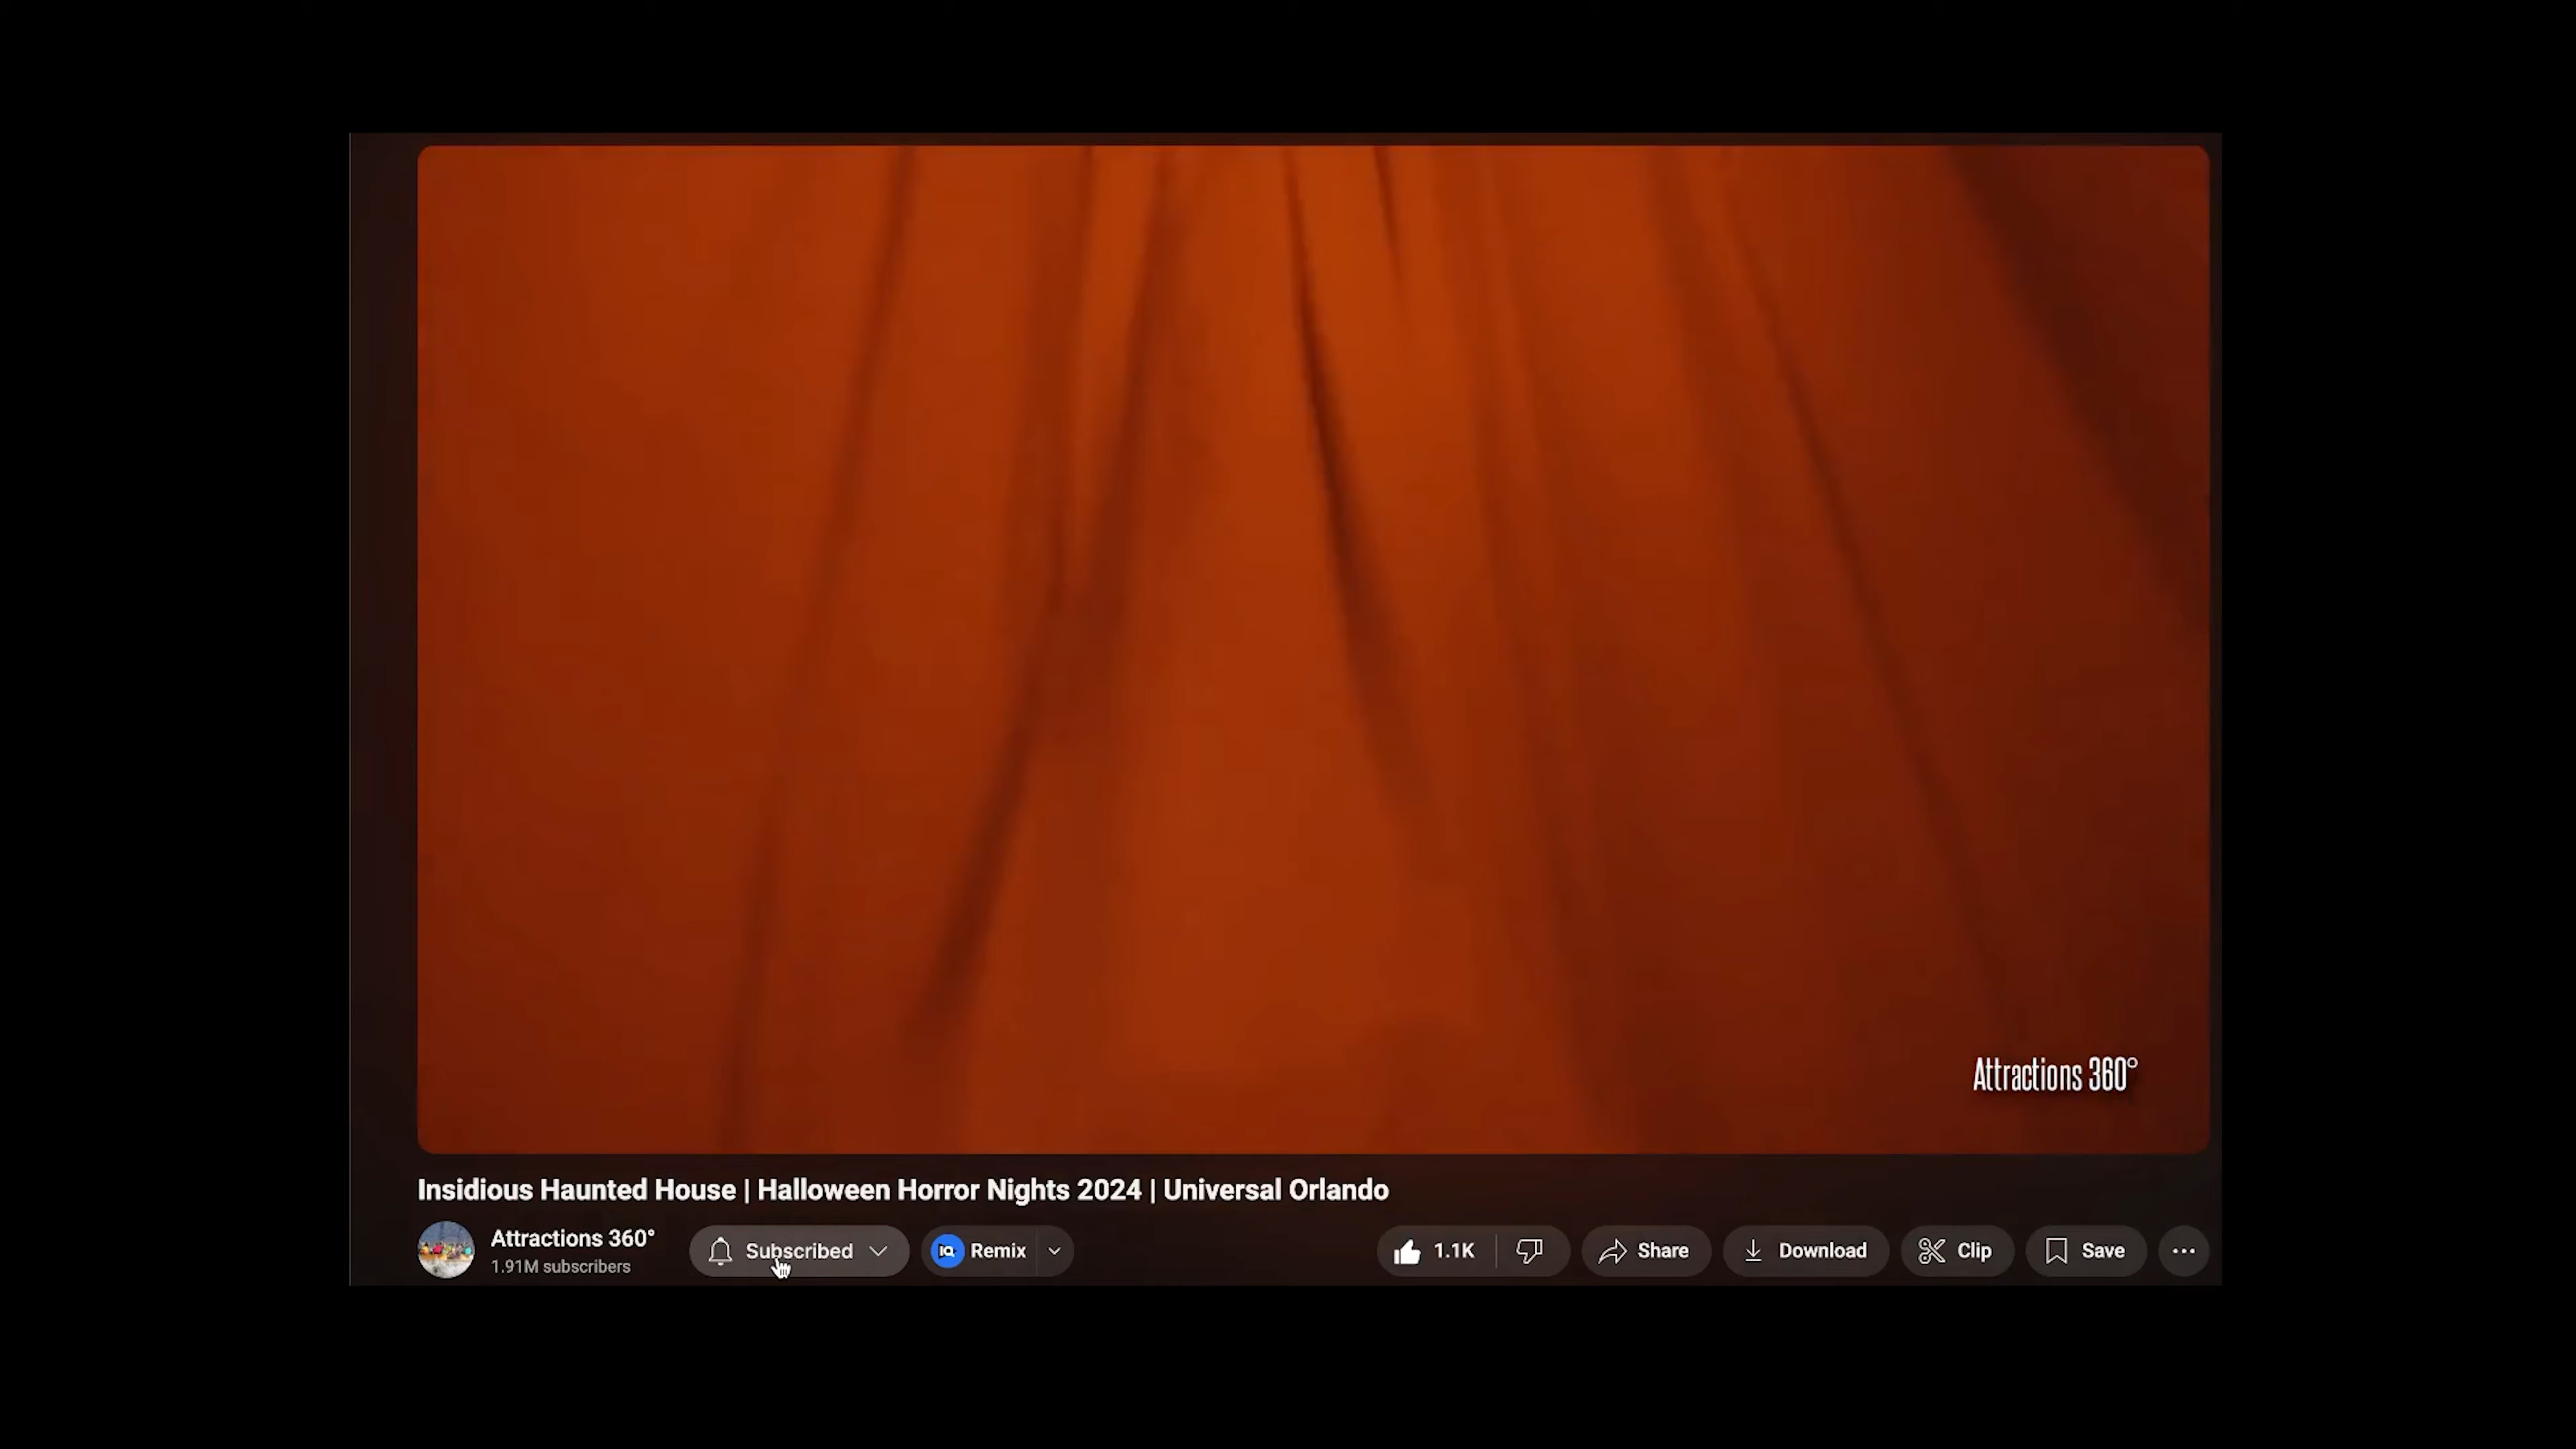 Attractions 360°
Insidious Haunted House | Halloween Horror Nights 2024 | Universal Orlando
Attractions 360°
1.91M subscribers
Subscribed
IQ Remix
1.1K
Share
Download
Clip
Save